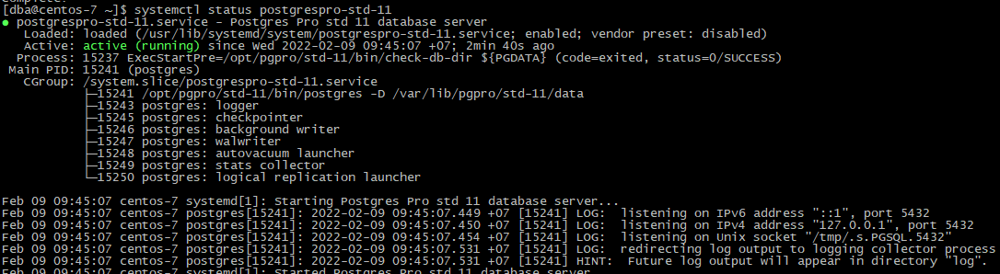 Complete!
[dba@centos-7 ~]$ systemctl status postgrespro-std-11
● postgrespro-std-11.service - Postgres Pro std 11 database server
   Loaded: loaded (/usr/lib/systemd/system/postgrespro-std-11.service; enabled; vendor preset: disabled)
   Active: active (running) since Wed 2022-02-09 09:45:07 +07; 2min 40s ago
  Process: 15237 ExecStartPre=/opt/pgpro/std-11/bin/check-db-dir ${PGDATA} (code=exited, status=0/SUCCESS)
 Main PID: 15241 (postgres)
   CGroup: /system.slice/postgrespro-std-11.service
           ├─15241 /opt/pgpro/std-11/bin/postgres -D /var/lib/pgpro/std-11/data
           ├─15243 postgres: logger
           ├─15245 postgres: checkpointer
           ├─15246 postgres: background writer
           ├─15247 postgres: walwriter
           ├─15248 postgres: autovacuum launcher
           ├─15249 postgres: stats collector
           └─15250 postgres: logical replication launcher
Feb 09 09:45:07 centos-7 systemd[1]: Starting Postgres Pro std 11 database server...
Feb 09 09:45:07 centos-7 postgres[15241]: 2022-02-09 09:45:07.449 +07 [15241] LOG:  listening on IPv6 address "::1", port 5432
Feb 09 09:45:07 centos-7 postgres[15241]: 2022-02-09 09:45:07.450 +07 [15241] LOG:  listening on IPv4 address "127.0.0.1", port 5432
Feb 09 09:45:07 centos-7 postgres[15241]: 2022-02-09 09:45:07.454 +07 [15241] LOG:  listening on Unix socket "/tmp/.s.PGSQL.5432"
Feb 09 09:45:07 centos-7 postgres[15241]: 2022-02-09 09:45:07.531 +07 [15241] LOG:  redirecting log output to logging collector process
Feb 09 09:45:07 centos-7 postgres[15241]: 2022-02-09 09:45:07.531 +07 [15241] HINT:  Future log output will appear in directory "log".
Feb 09 09:45:07 centos-7 systemd[1]: Started Postgres Pro std 11 database server.